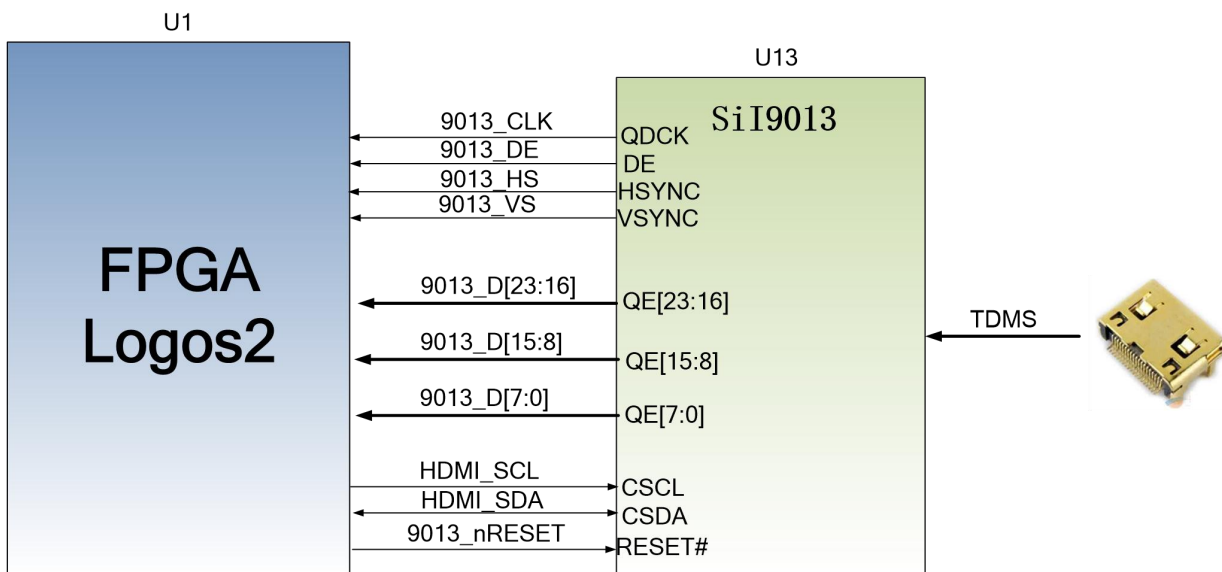 U1
U13
SiI9013
FPGA
Logos2
9013_CLK
QDCK
9013_DE
DE
9013_HS
HSYNC
9013_VS
VSYNC
9013_D[23:16]
QE[23:16]
9013_D[15:8]
QE[15:8]
9013_D[7:0]
QE[7:0]
HDMI_SCL
CSCL
HDMI_SDA
CSDA
9013_nRESET
RESET#
TDMS